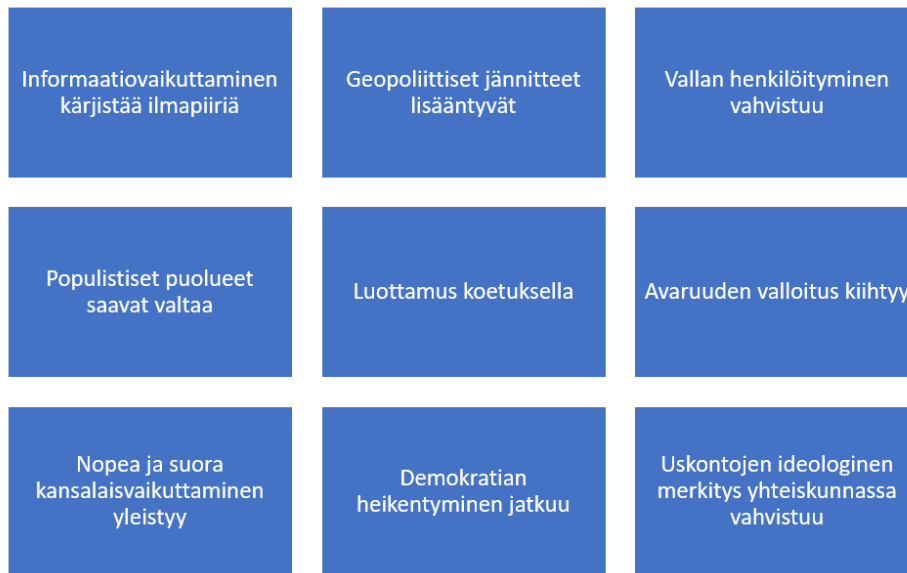 Informaatiovaikuttaminen
kärjistää ilmapiiriä
Geopoliittiset jännitteet
lisääntyvät
Vallan henkilöityminen
vahvistuu
Populistiset puolueet
saavat valtaa
Luottamus koetuksella
Avaruuden valloitus kiihtyy
Nopea ja suora
kansalaisvaikuttaminen
yleistyy
Demokratian
heikentyminen jatkuu
Uskontojen ideologinen
merkitys yhteiskunnassa
vahvistuu